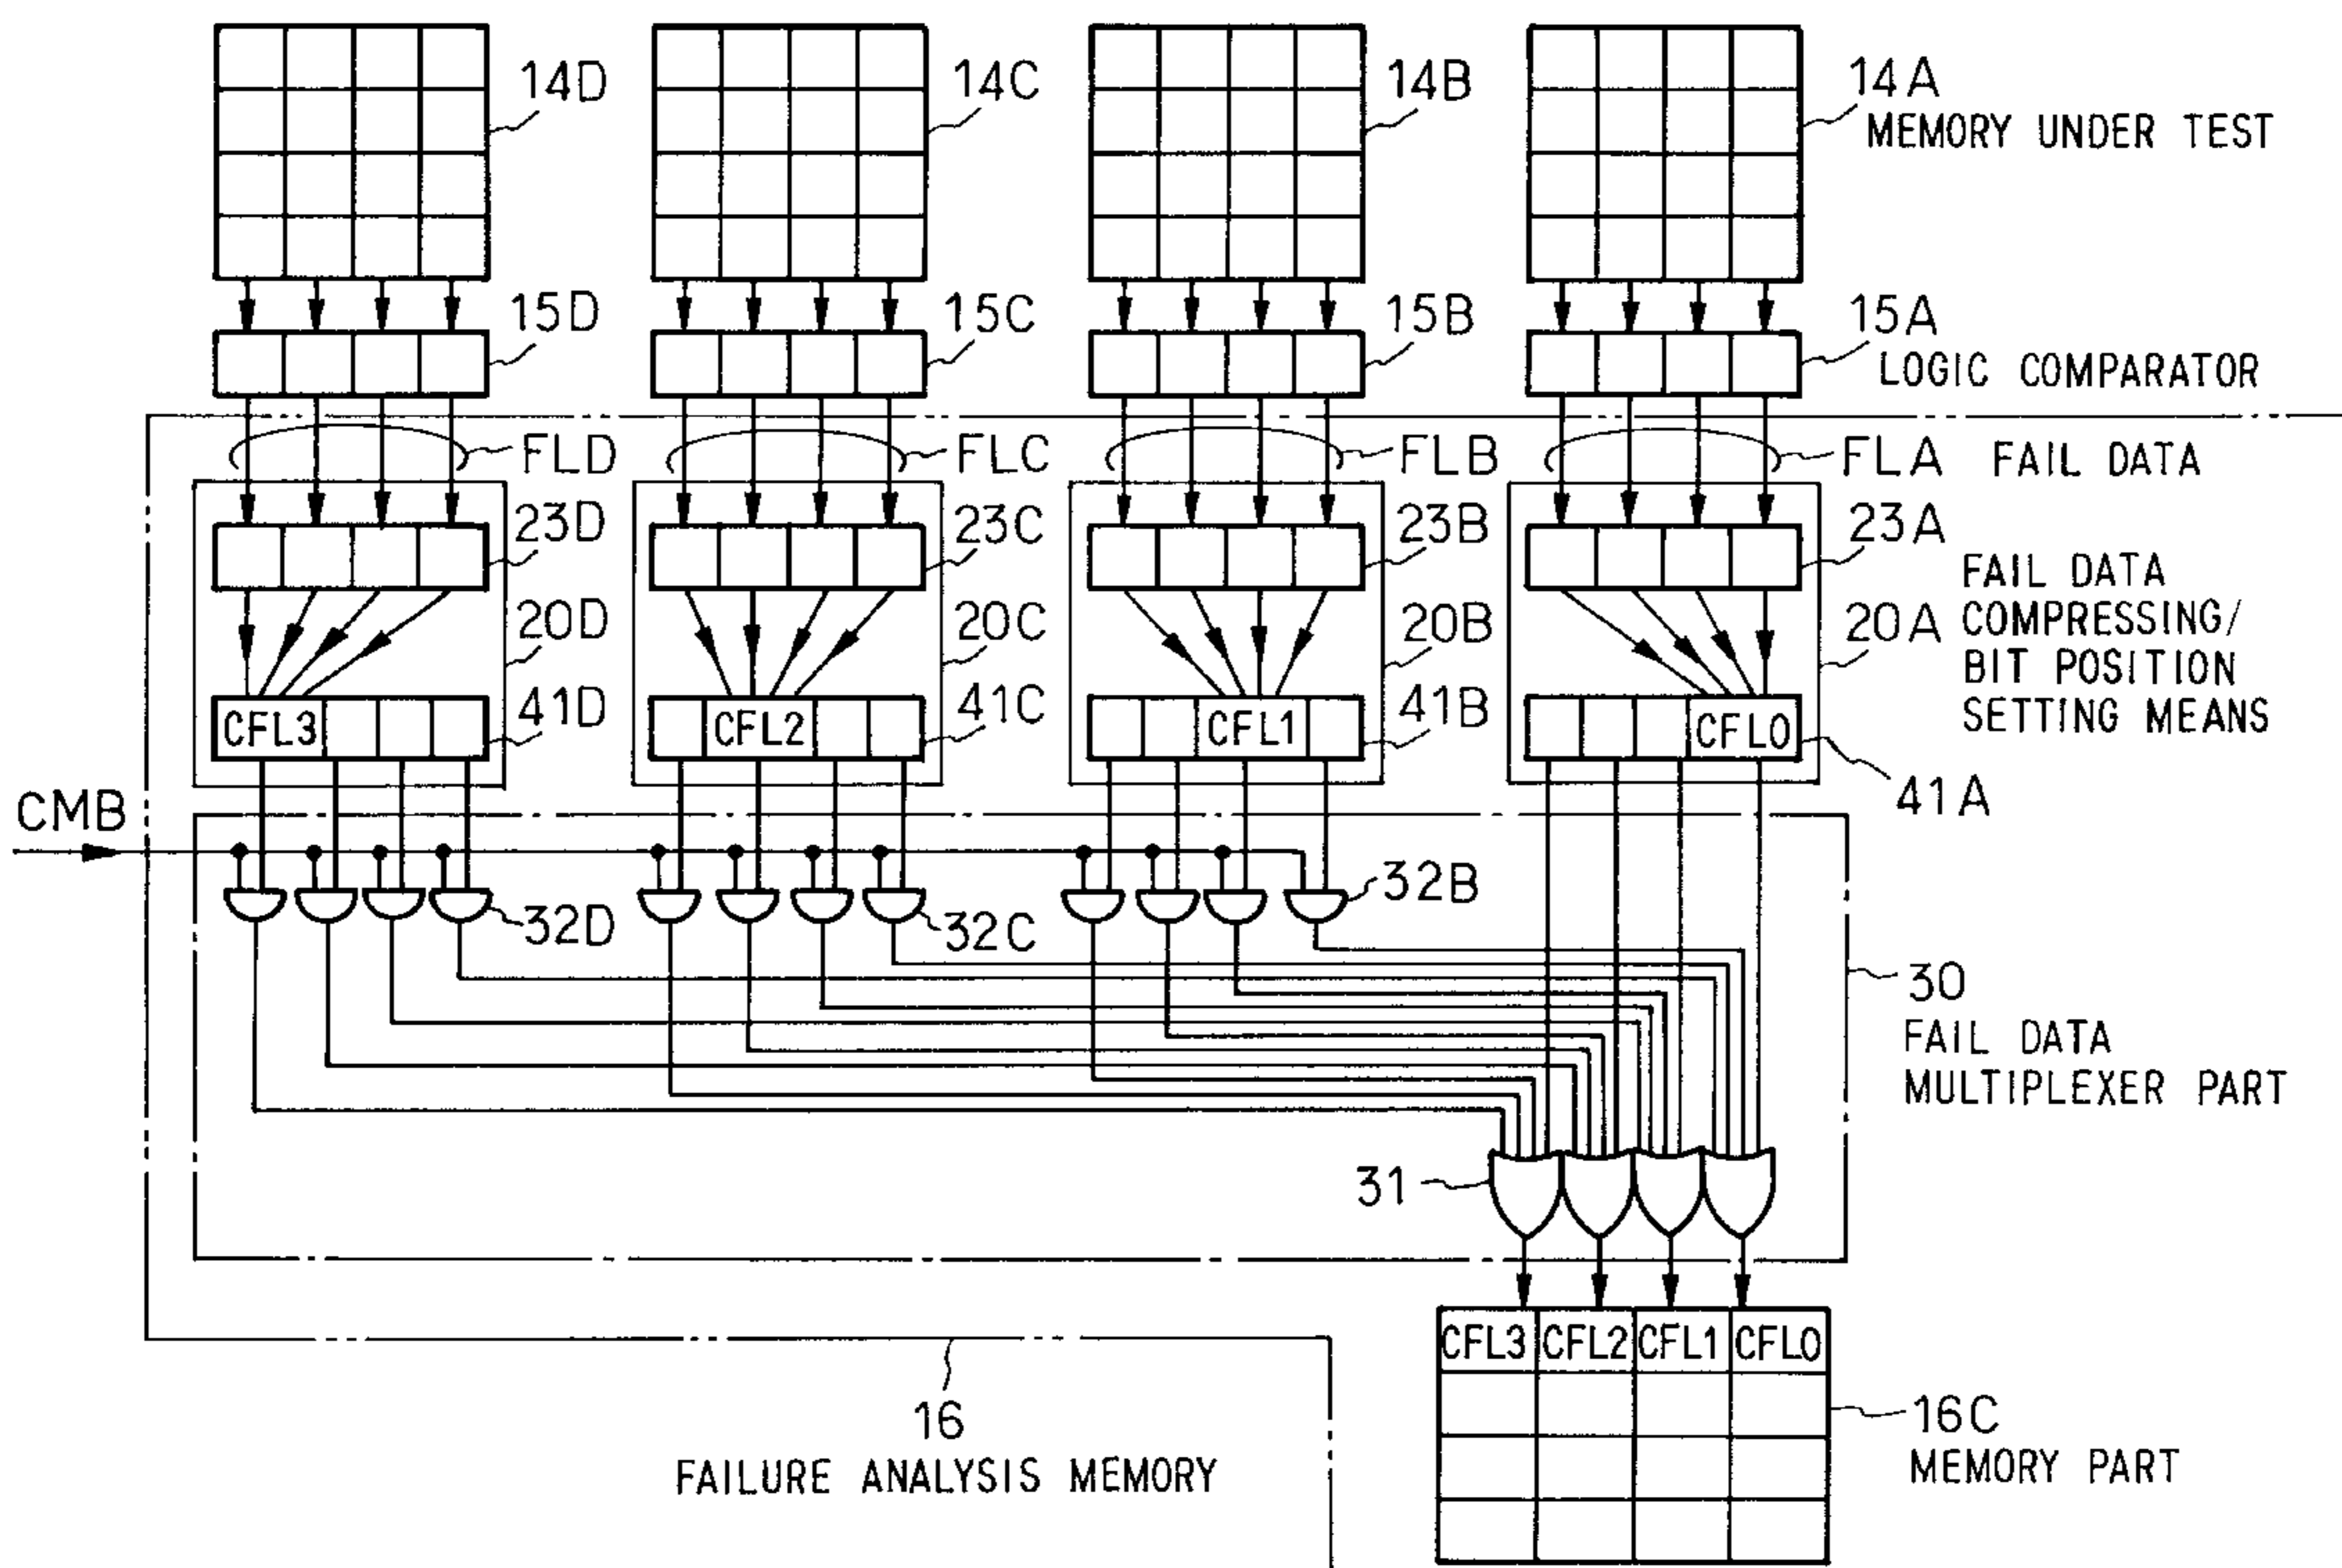 14D 14C 14B 14A
MEMORY UNDER TEST
15D 15C 15B 15A
LOGIC COMPARATOR
FLD FLC FLB FLA FAIL DATA
23D 23C 23B 23A
20D 20C 20B 20A
FAIL DATA
COMPRESSING/
BIT POSITION
SETTING MEANS
CFL3 CFL2 CFL1 CFL0
41D 41C 41B 41A
CMB
32D 32C 32B
30
FAIL DATA
MULTIPLEXER PART
31
CFL3 CFL2 CFL1 CFL0
16C
MEMORY PART
16
FAILURE ANALYSIS MEMORY